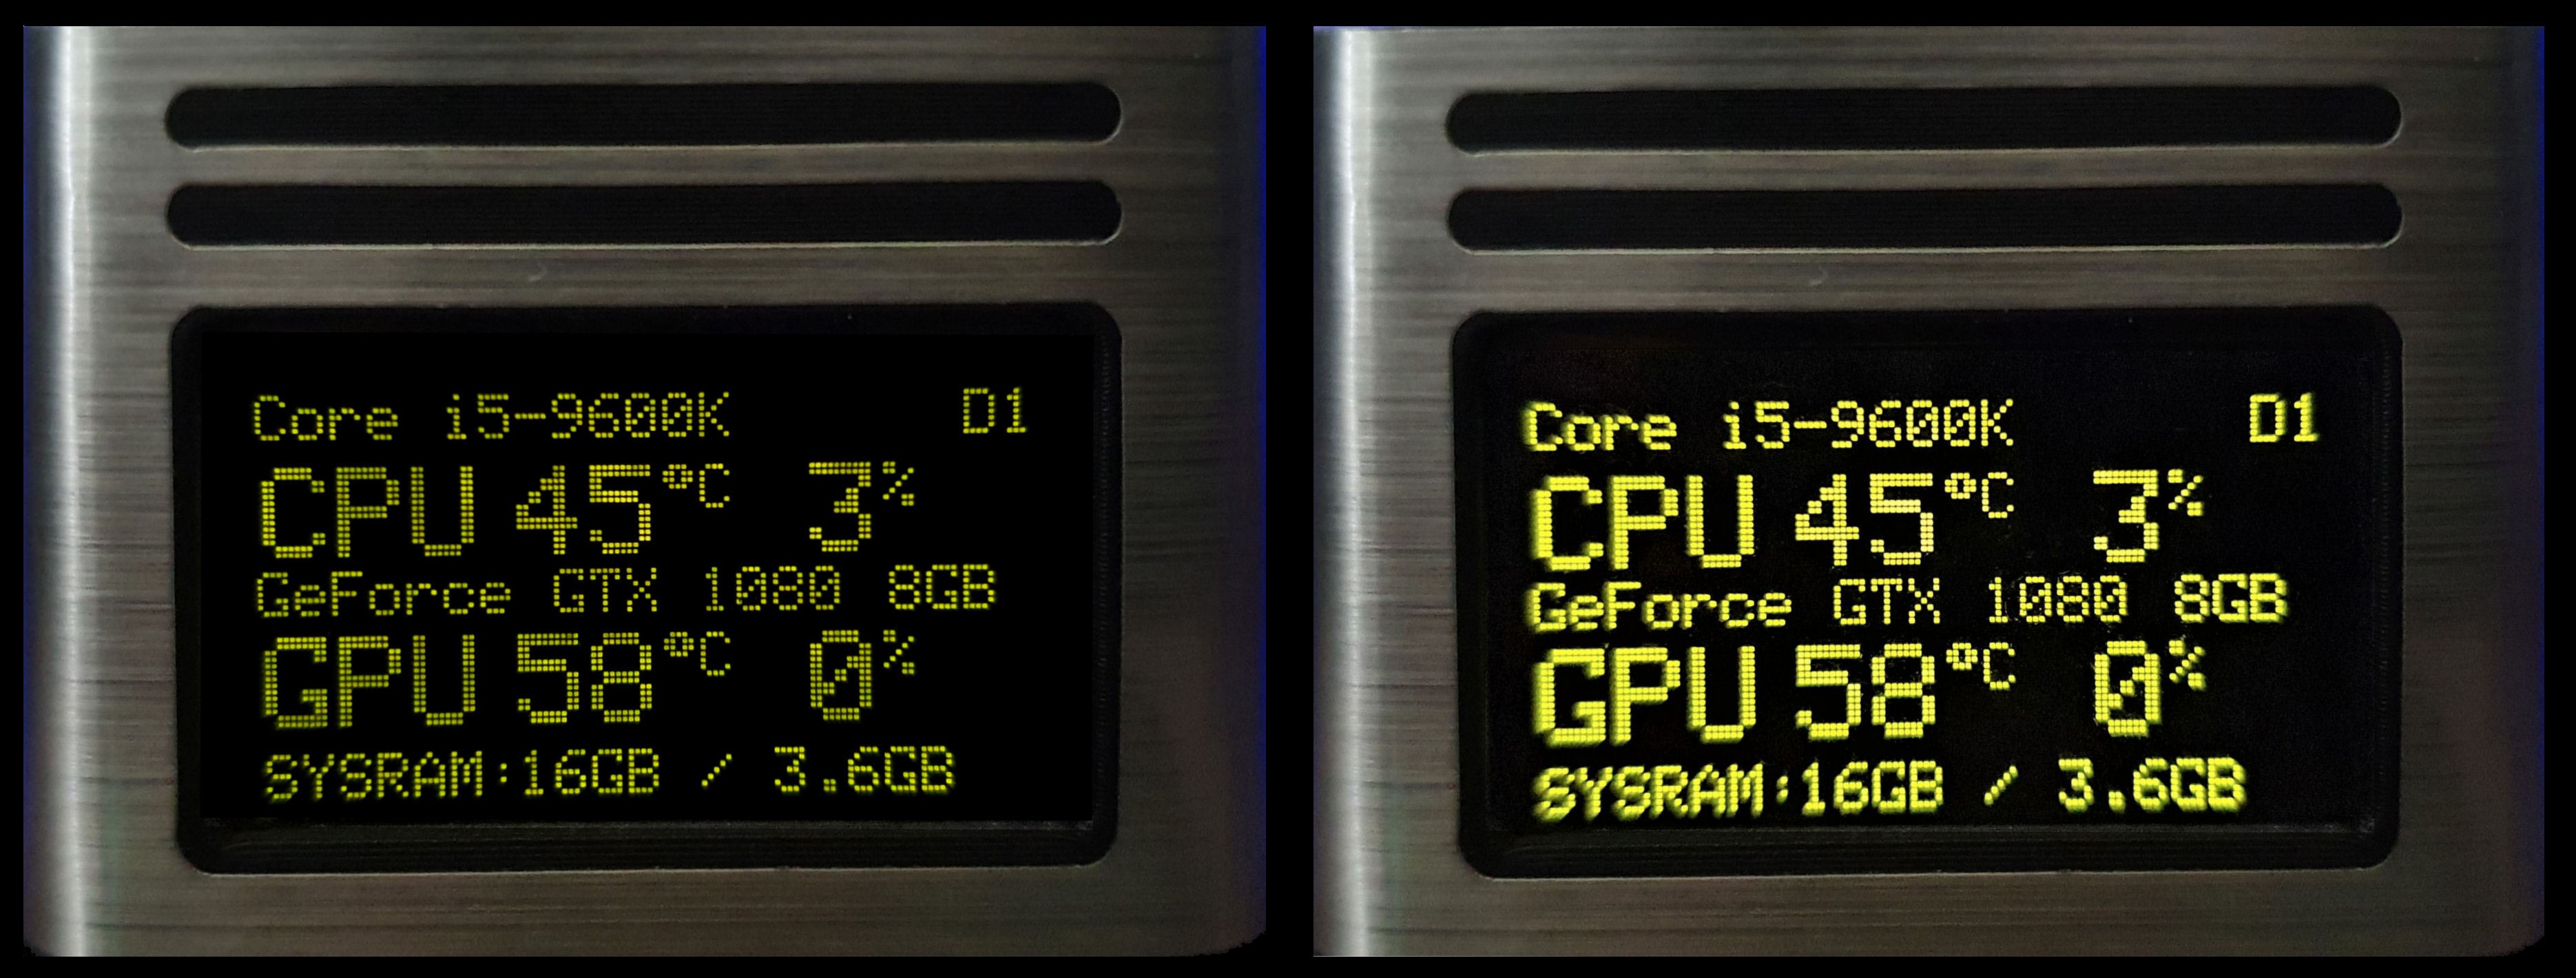 Core i5-9600K D1
CPU 45°C 3%
GeForce GTX 1080 8GB
GPU 58°C 0%
SYSRAM:16GB / 3.6GB
Core i5-9600K D1
CPU 45°C 3%
GeForce GTX 1080 8GB
GPU 58°C 0%
SYSRAM:16GB / 3.6GB